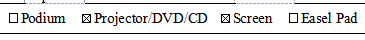 ☐ Podium ☒ Projector/DVD/CD ☒ Screen ☐ Easel Pad